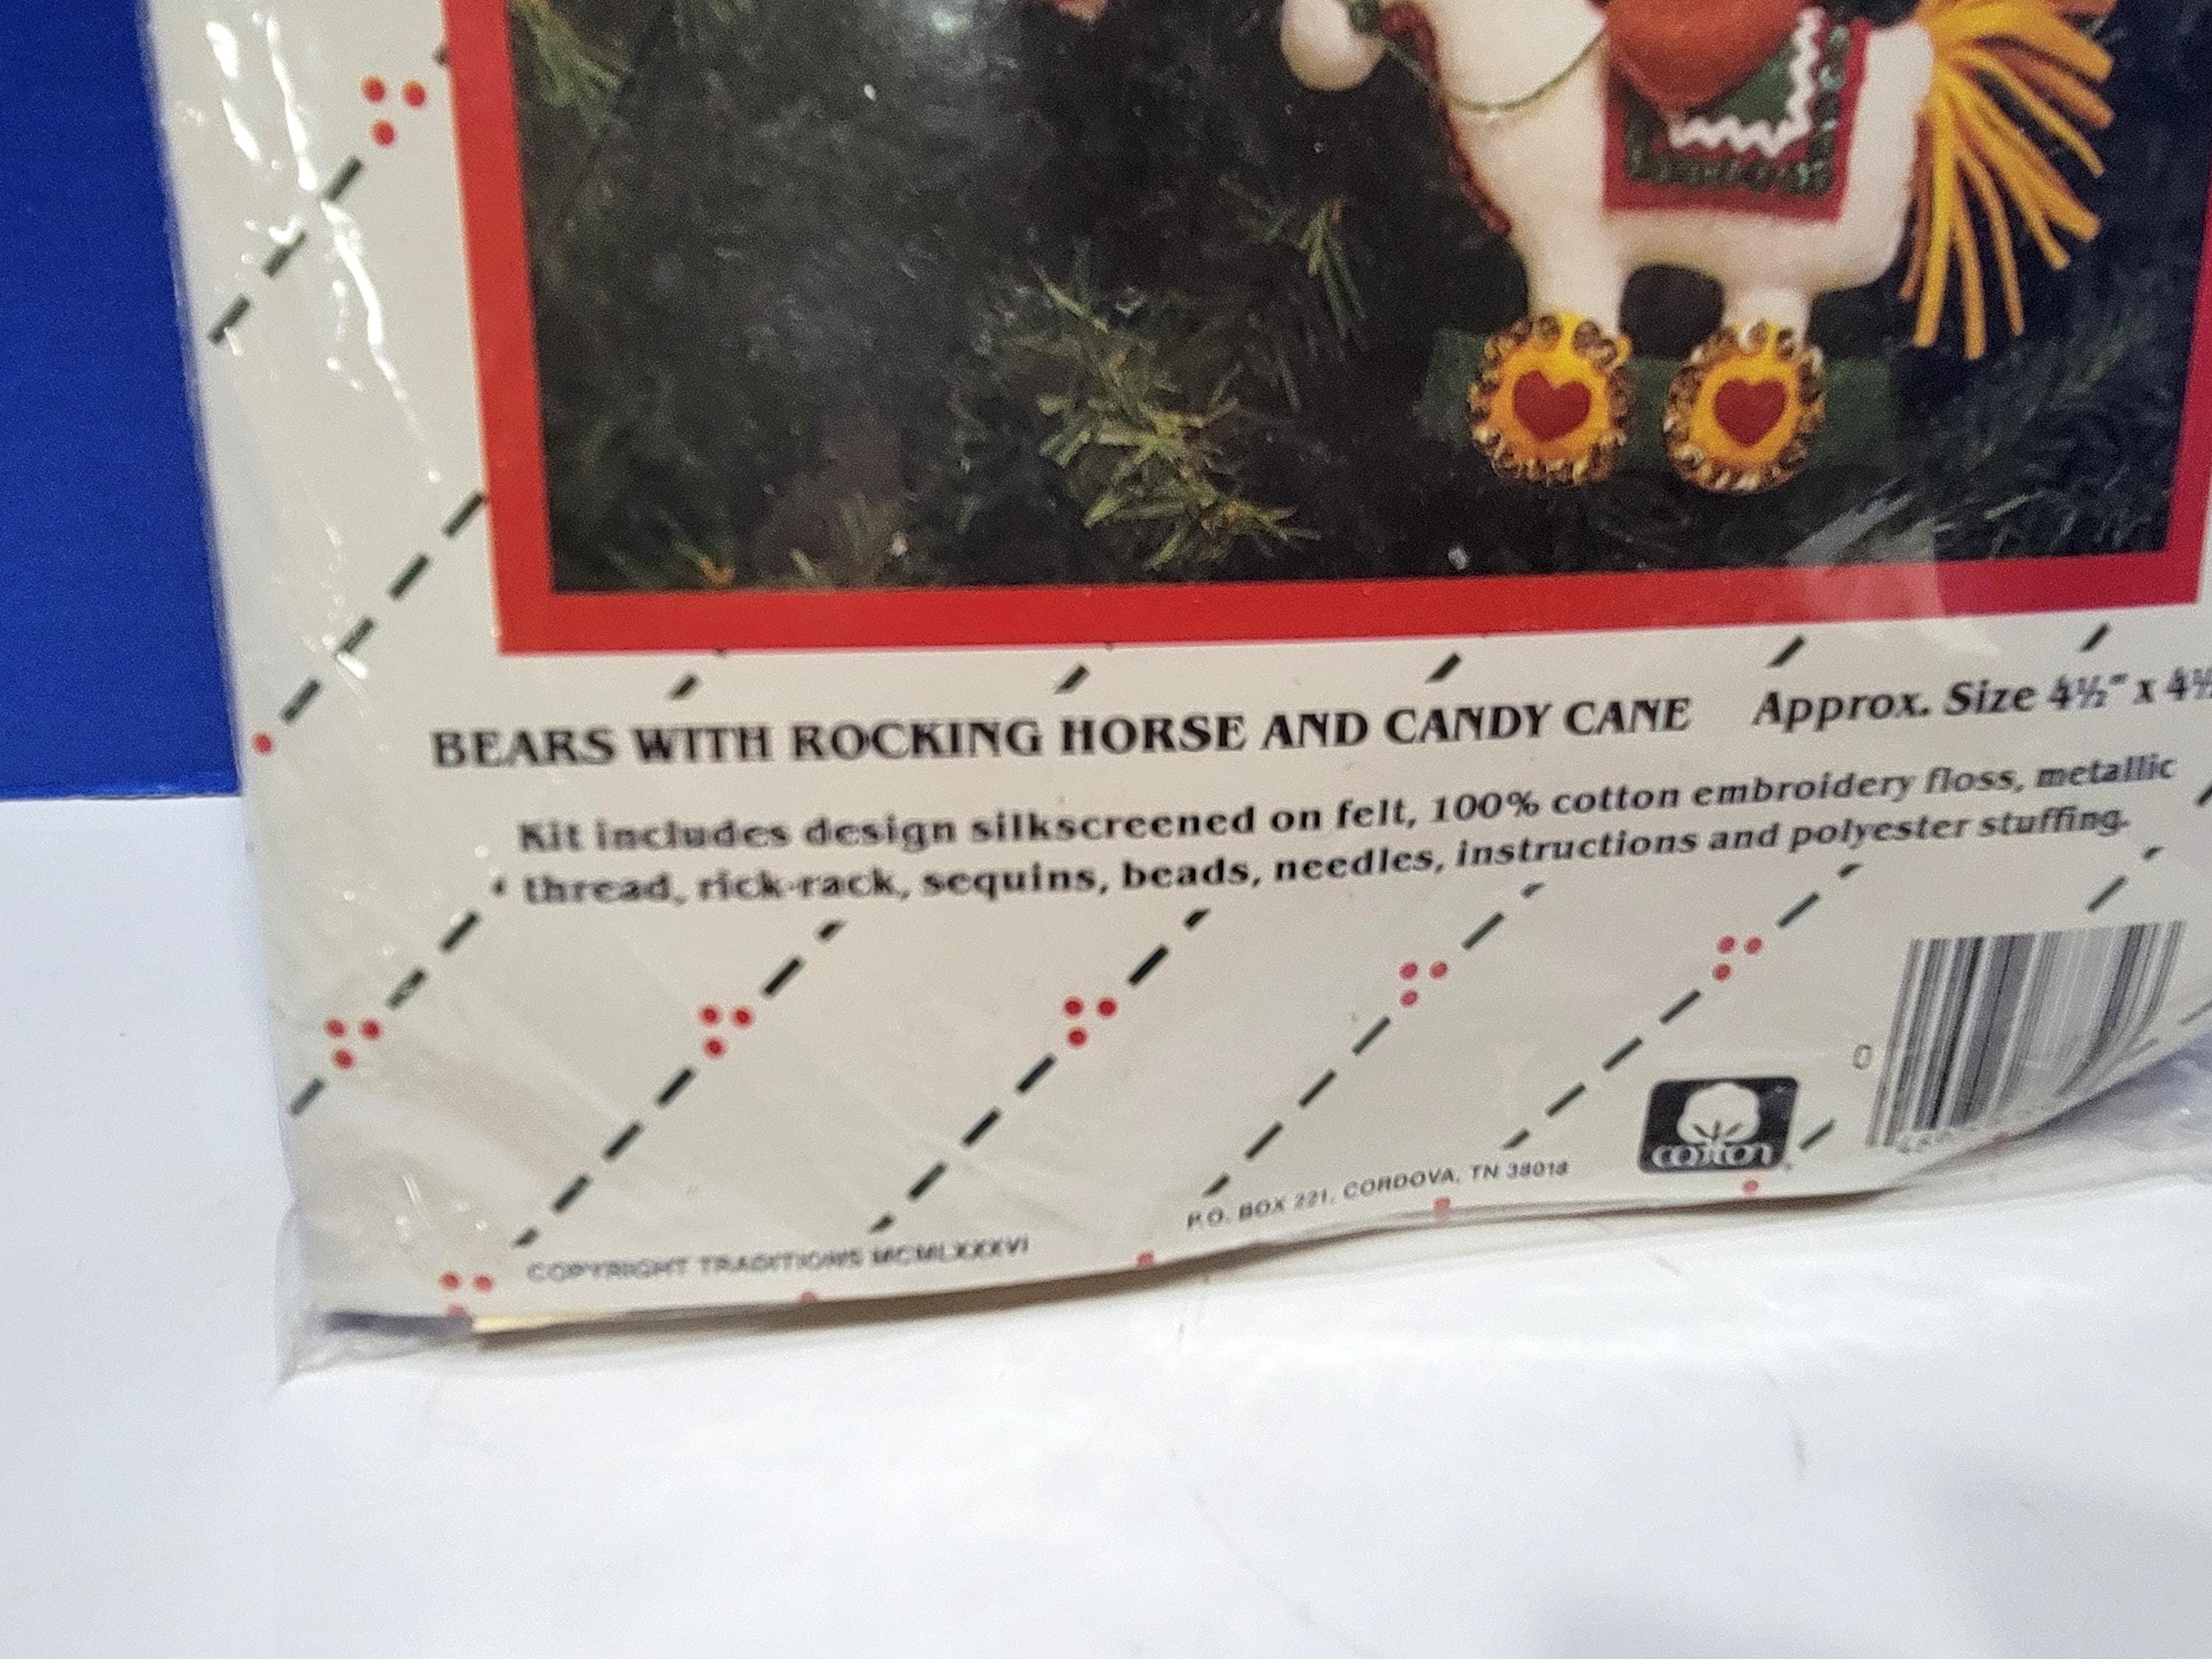 BEARS WITH ROCKING HORSE AND CANDY CANE Approx. Size 4½" x 4½
Kit includes design silkscreened on felt, 100% cotton embroidery floss, metallic
thread, rick-rack, sequins, beads, needles, instructions and polyester stuffing.
0
cotton
P.O. BOX 221, CORDOVA, TN 38018
COPYRIGHT TRADITIONS MCMLXXXVI